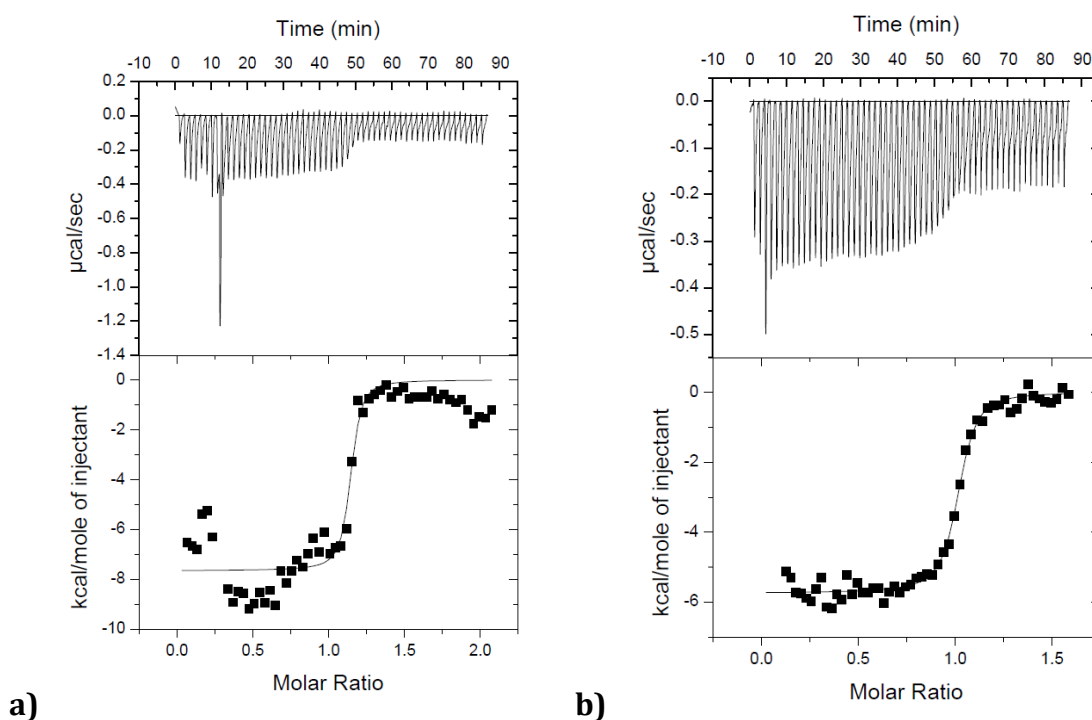 Time (min)
-10 0 10 20 30 40 50 60 70 80 90
0.2
0.0
-0.2
-0.4
-0.6
-0.8
-1.0
-1.2
-1.4
µcal/sec
0
-2
-4
-6
-8
-10
kcal/mole of injectant
0.0 0.5 1.0 1.5 2.0
Molar Ratio
a)
Time (min)
-10 0 10 20 30 40 50 60 70 80 90
0.0
-0.1
-0.2
-0.3
-0.4
-0.5
µcal/sec
0
-2
-4
-6
kcal/mole of injectant
0.0 0.5 1.0 1.5
Molar Ratio
b)